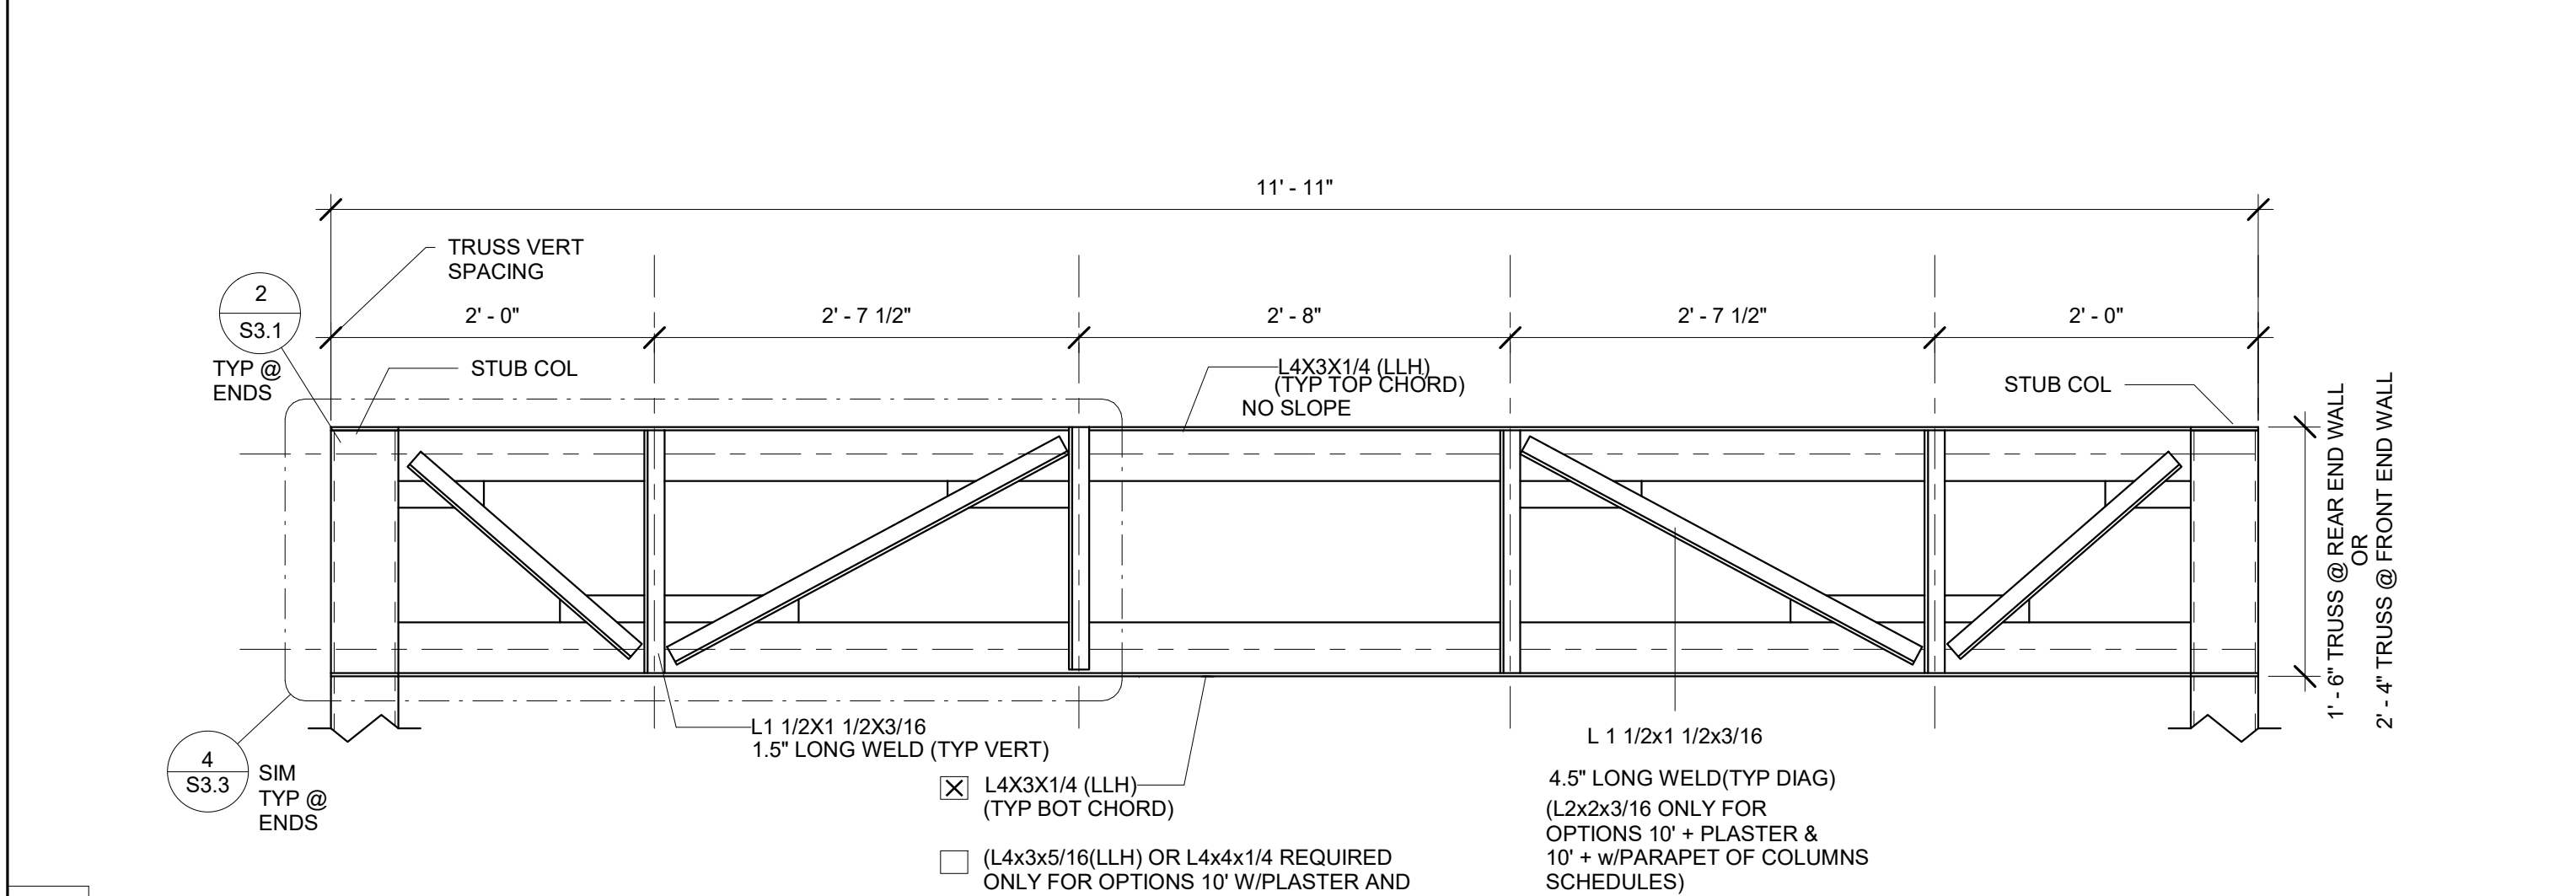 11' - 11"
TRUSS VERT
SPACING
2
S3.1
TYP @
ENDS
2' - 0"
2' - 7 1/2"
2' - 8"
2' - 7 1/2"
2' - 0"
STUB COL
L4X3X1/4 (LLH)
(TYP TOP CHORD)
NO SLOPE
STUB COL
1' - 6" TRUSS @ REAR END WALL
OR
2' - 4" TRUSS @ FRONT END WALL
4
S3.3
SIM
TYP @
ENDS
L1 1/2X1 1/2X3/16
1.5" LONG WELD (TYP VERT)
L4X3X1/4 (LLH)
(TYP BOT CHORD)
(L4x3x5/16(LLH) OR L4x4x1/4 REQUIRED
ONLY FOR OPTIONS 10' W/PLASTER AND
L 1 1/2x1 1/2x3/16
4.5" LONG WELD(TYP DIAG)
(L2x2x3/16 ONLY FOR
OPTIONS 10' + PLASTER &
10' + w/PARAPET OF COLUMNS
SCHEDULES)